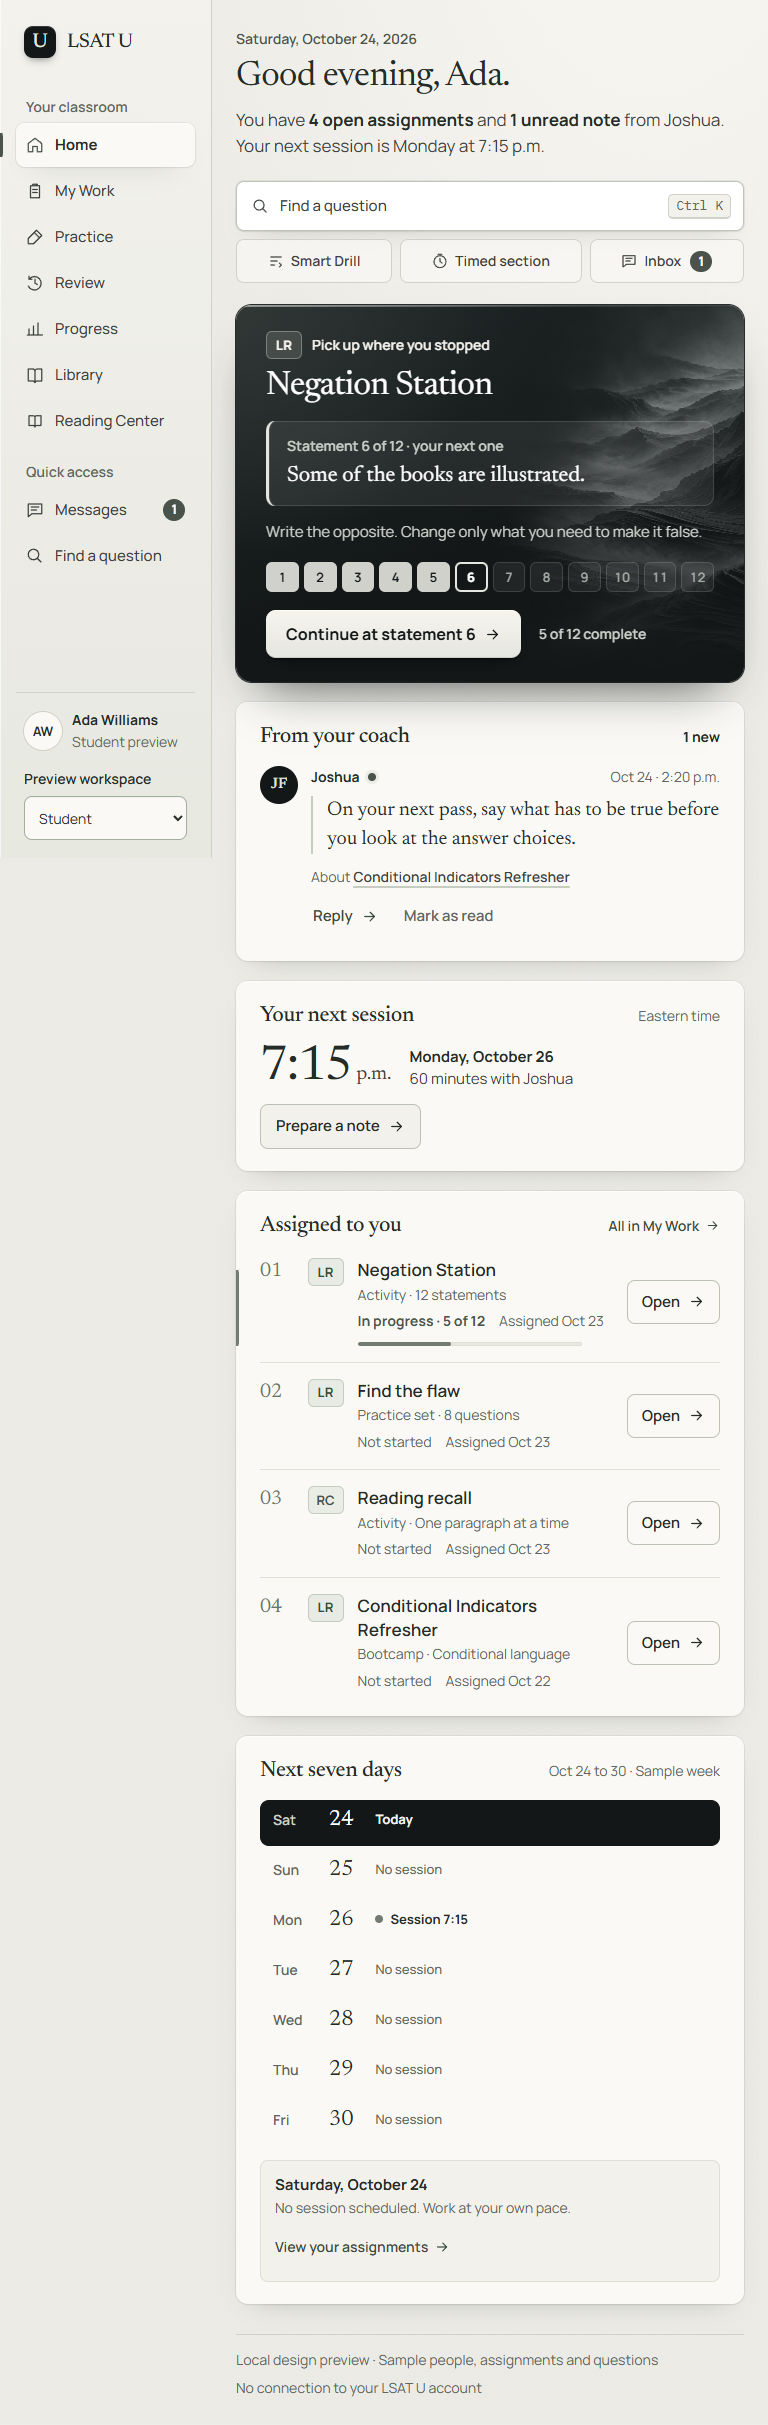 U LSAT U
Your classroom
Home
My Work
Practice
Review
Progress
Library
Reading Center
Quick access
Messages 1
Find a question
AW Ada Williams
Student preview
Preview workspace
Student
Saturday, October 24, 2026
Good evening, Ada.
You have 4 open assignments and 1 unread note from Joshua.
Your next session is Monday at 7:15 p.m.
Find a question Ctrl K
Smart Drill Timed section Inbox 1
LR Pick up where you stopped
Negation Station
Statement 6 of 12 · your next one
Some of the books are illustrated.
Write the opposite. Change only what you need to make it false.
1 2 3 4 5 6 7 8 9 10 11 12
Continue at statement 6 → 5 of 12 complete
From your coach 1 new
JF Joshua Oct 24 · 2:20 p.m.
On your next pass, say what has to be true before
you look at the answer choices.
About Conditional Indicators Refresher
Reply → Mark as read
Your next session Eastern time
7:15 p.m. Monday, October 26
60 minutes with Joshua
Prepare a note →
Assigned to you All in My Work →
01 LR Negation Station
Activity · 12 statements
In progress · 5 of 12 Assigned Oct 23
Open →
02 LR Find the flaw
Practice set · 8 questions
Not started Assigned Oct 23
Open →
03 RC Reading recall
Activity · One paragraph at a time
Not started Assigned Oct 23
Open →
04 LR Conditional Indicators
Refresher
Bootcamp · Conditional language
Not started Assigned Oct 22
Open →
Next seven days Oct 24 to 30 · Sample week
Sat 24 Today
Sun 25 No session
Mon 26 Session 7:15
Tue 27 No session
Wed 28 No session
Thu 29 No session
Fri 30 No session
Saturday, October 24
No session scheduled. Work at your own pace.
View your assignments →
Local design preview · Sample people, assignments and questions
No connection to your LSAT U account